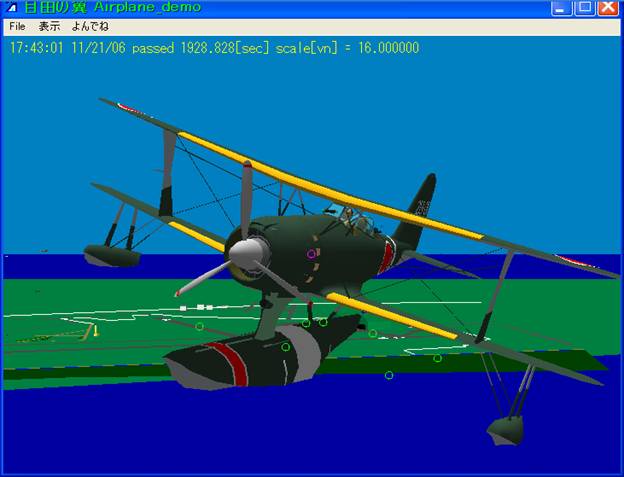 自由の翼 Airplane_demo
File 表示 よんでね
17:43:01 11/21/06 passed 1928.828[sec] scale[vn] = 16.000000